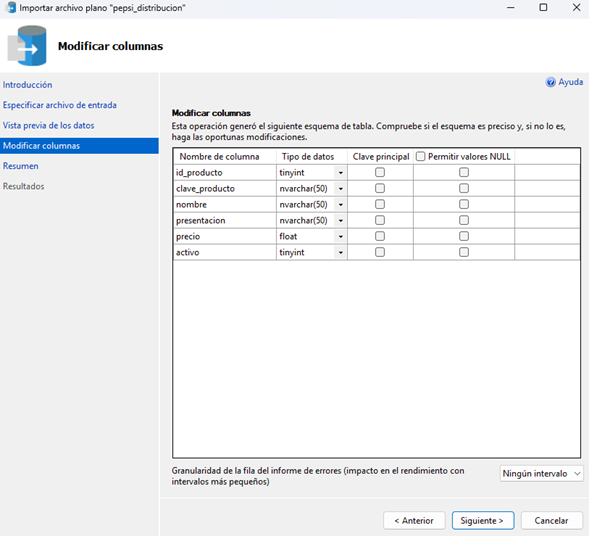 Importar archivo plano "pepsi_distribucion"
Modificar columnas
Introducción
Especificar archivo de entrada
Vista previa de los datos
Modificar columnas
Resumen
Resultados
Ayuda
Modificar columnas
Esta operación generó el siguiente esquema de tabla. Compruebe si el esquema es preciso y, si no lo es,
haga las oportunas modificaciones.
Nombre de columna Tipo de datos Clave principal Permitir valores NULL
id_producto tinyint
clave_producto nvarchar(50)
nombre nvarchar(50)
presentacion nvarchar(50)
precio float
activo tinyint
Granularidad de la fila del informe de errores (impacto en el rendimiento con
intervalos más pequeños)
Ningún intervalo
< Anterior Siguiente > Cancelar